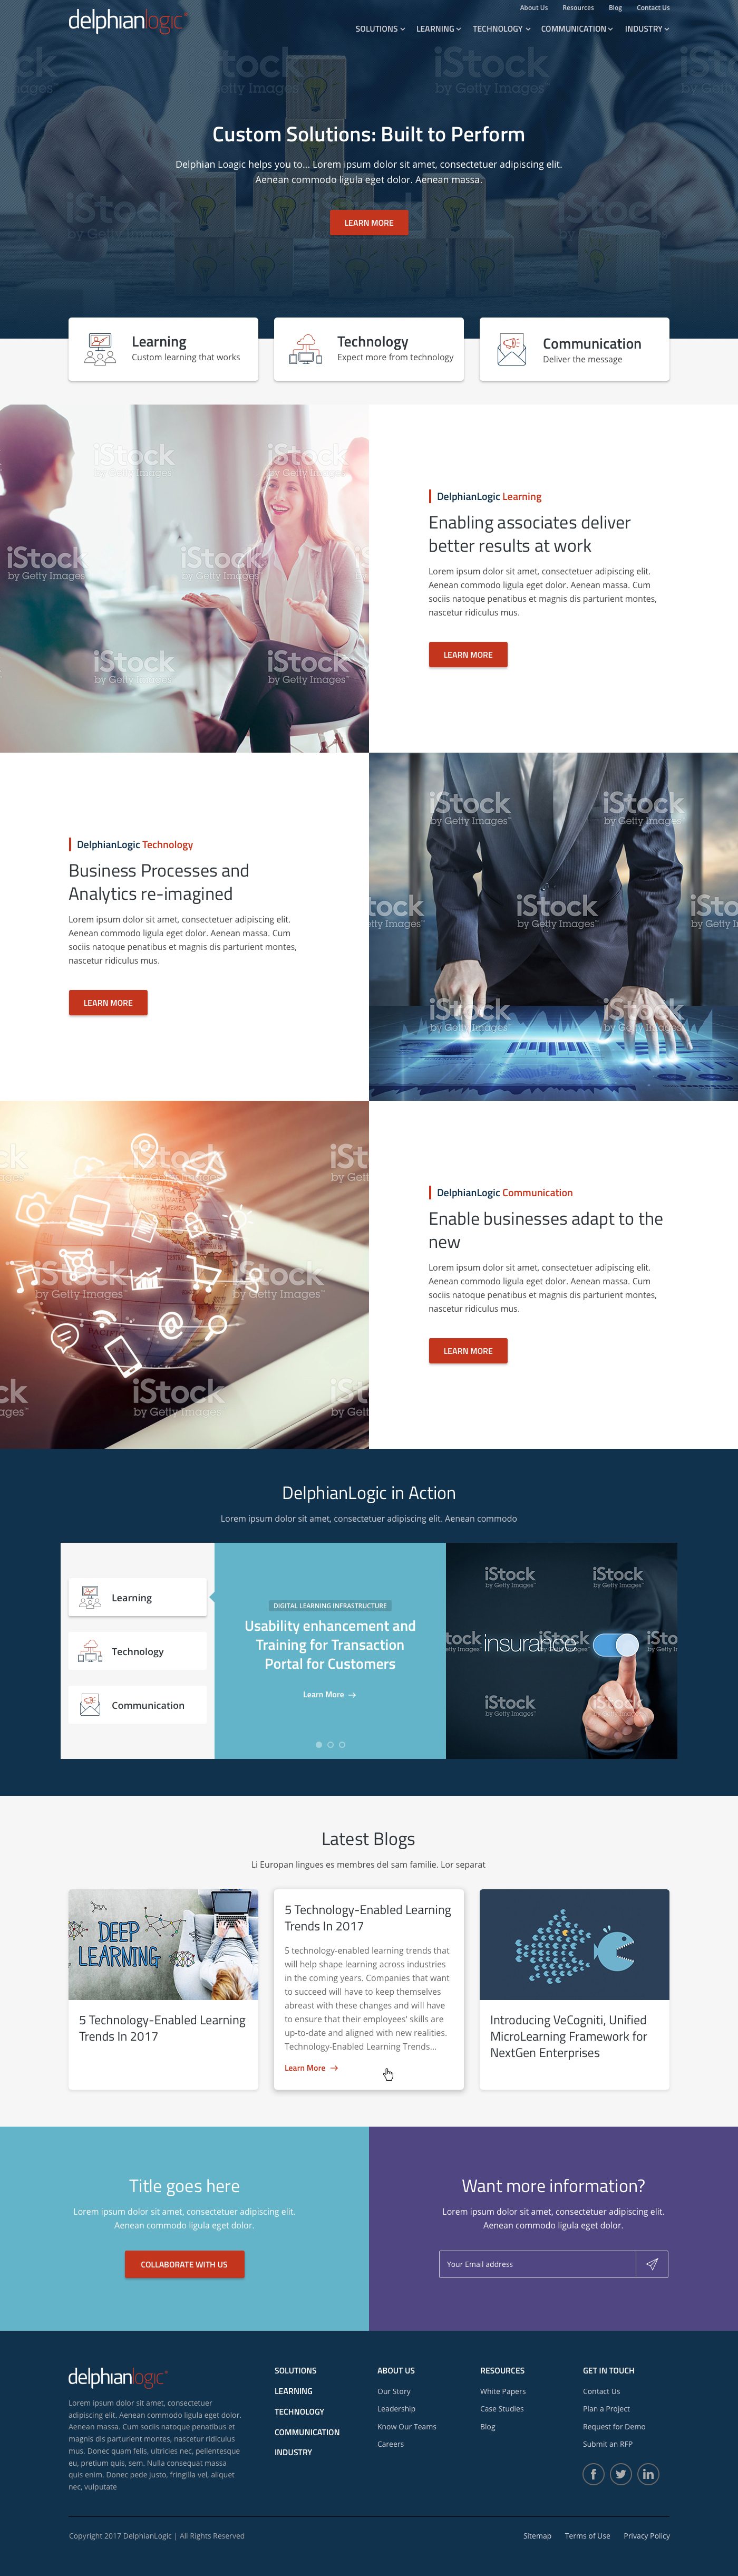 About Us Resources Blog Contact Us
delphianlogic
SOLUTIONS LEARNING TECHNOLOGY COMMUNICATION INDUSTRY
Custom Solutions: Built to Perform
Delphian Loagic helps you to... Lorem ipsum dolor sit amet, consectetuer adipiscing elit.
Aenean commodo ligula eget dolor. Aenean massa.
LEARN MORE
iStock
by Getty Images
Learning
Custom learning that works
Technology
Expect more from technology
Communication
Deliver the message
iStock
by Getty Images™
DelphianLogic Learning
Enabling associates deliver
better results at work
Lorem ipsum dolor sit amet, consectetuer adipiscing elit.
Aenean commodo ligula eget dolor. Aenean massa. Cum
sociis natoque penatibus et magnis dis parturient montes,
nascetur ridiculus mus.
LEARN MORE
DelphianLogic Technology
Business Processes and
Analytics re-imagined
Lorem ipsum dolor sit amet, consectetuer adipiscing elit.
Aenean commodo ligula eget dolor. Aenean massa. Cum
sociis natoque penatibus et magnis dis parturient montes,
nascetur ridiculus mus.
LEARN MORE
iStock
by Getty Images™
iStock
by Getty Images™
DelphianLogic Communication
Enable businesses adapt to the
new
Lorem ipsum dolor sit amet, consectetuer adipiscing elit.
Aenean commodo ligula eget dolor. Aenean massa. Cum
sociis natoque penatibus et magnis dis parturient montes,
nascetur ridiculus mus.
LEARN MORE
DelphianLogic in Action
Lorem ipsum dolor sit amet, consectetuer adipiscing elit. Aenean commodo
Learning
Technology
Communication
DIGITAL LEARNING INFRASTRUCTURE
Usability enhancement and
Training for Transaction
Portal for Customers
Learn More
insurance
iStock
by Getty Images™
Latest Blogs
Li Europan lingues es membres del sam familie. Lor separat
DEEP
LEARNING
5 Technology-Enabled Learning
Trends In 2017
5 Technology-Enabled Learning
Trends In 2017
5 technology-enabled learning trends that
will help shape learning across industries
in the coming years. Companies that want
to succeed will have to keep themselves
abreast with these changes and will have
to ensure that their employees' skills are
up-to-date and aligned with new realities.
Technology-Enabled Learning Trends...
Learn More
Introducing VeCogniti, Unified
MicroLearning Framework for
NextGen Enterprises
Title goes here
Lorem ipsum dolor sit amet, consectetuer adipiscing elit.
Aenean commodo ligula eget dolor.
COLLABORATE WITH US
Want more information?
Lorem ipsum dolor sit amet, consectetuer adipiscing elit.
Aenean commodo ligula eget dolor.
Your Email address
delphianlogic
Lorem ipsum dolor sit amet, consectetuer
adipiscing elit. Aenean commodo ligula eget dolor.
Aenean massa. Cum sociis natoque penatibus et
magnis dis parturient montes, nascetur ridiculus
mus. Donec quam felis, ultricies nec, pellentesque
eu, pretium quis, sem. Nulla consequat massa
quis enim. Donec pede justo, fringilla vel, aliquet
nec, vulputate
SOLUTIONS
LEARNING
TECHNOLOGY
COMMUNICATION
INDUSTRY
ABOUT US
Our Story
Leadership
Know Our Teams
Careers
RESOURCES
White Papers
Case Studies
Blog
GET IN TOUCH
Contact Us
Plan a Project
Request for Demo
Submit an RFP
Copyright 2017 DelphianLogic | All Rights Reserved
Sitemap Terms of Use Privacy Policy